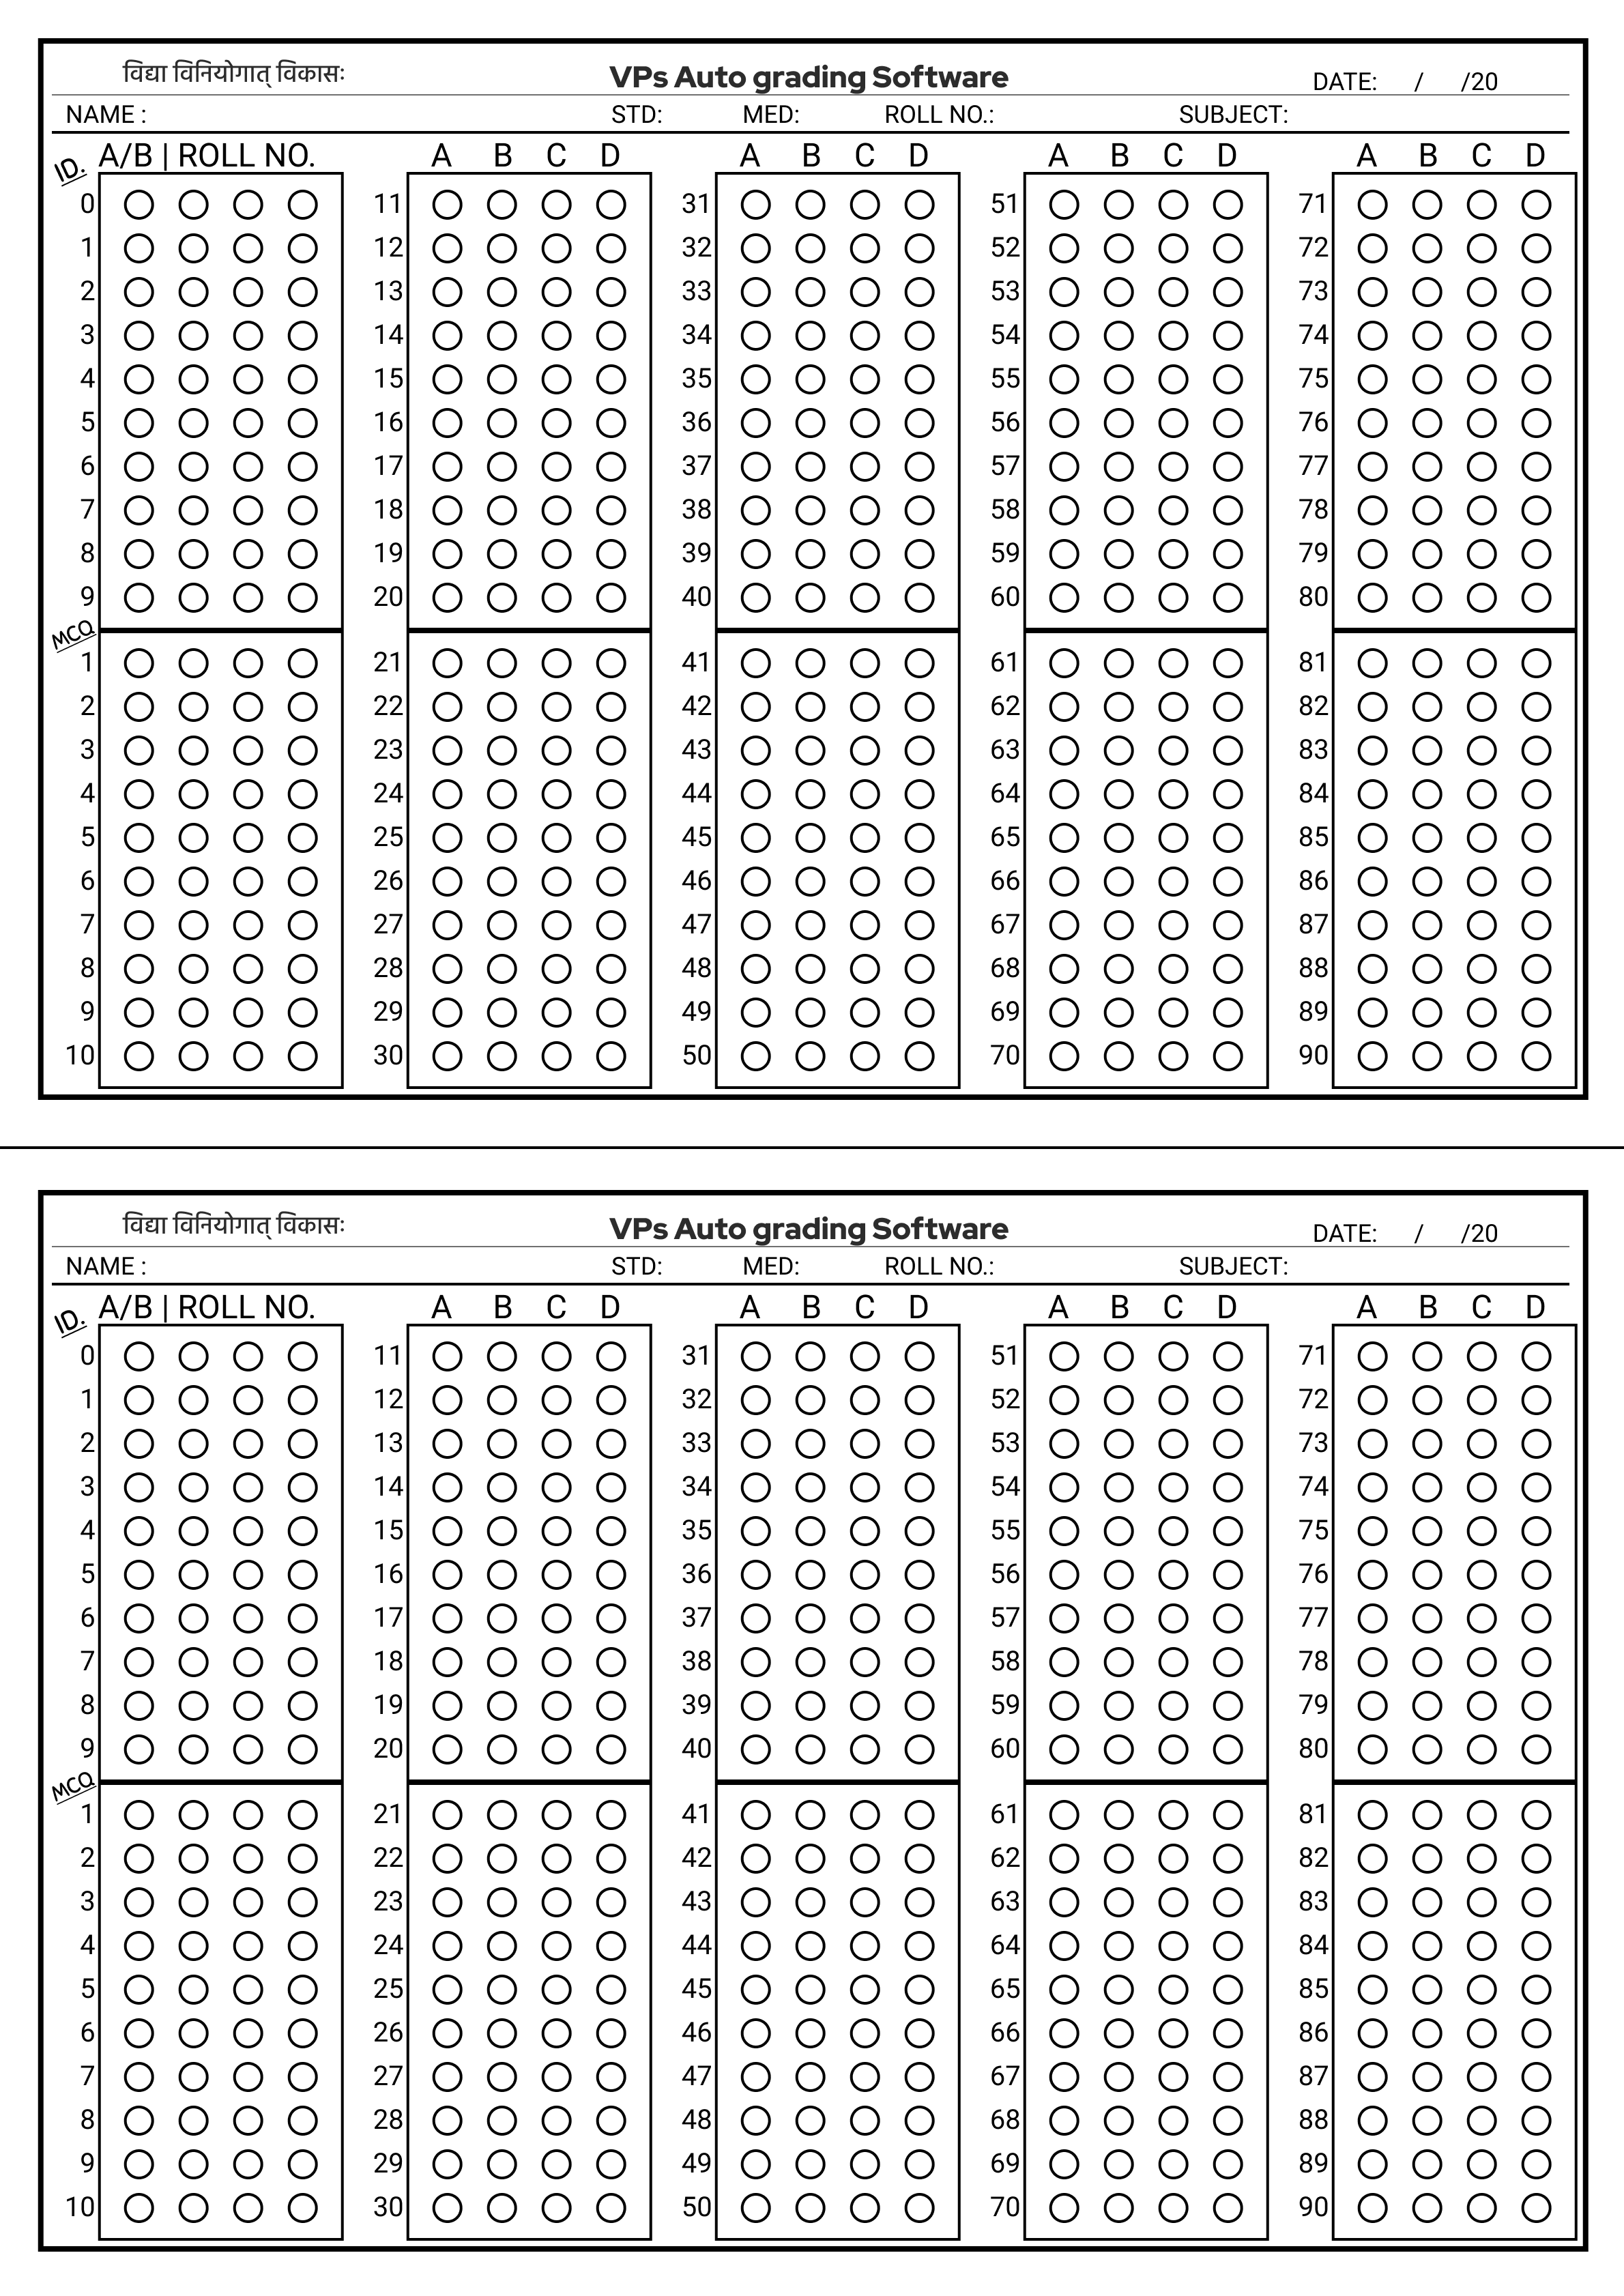 विद्या विनियोगात् विकासः VPs Auto grading Software DATE: / /20
NAME : STD: MED: ROLL NO.: SUBJECT:
ID. A/B | ROLL NO. A B C D A B C D A B C D A B C D
0 11 31 51 71
1 12 32 52 72
2 13 33 53 73
3 14 34 54 74
4 15 35 55 75
5 16 36 56 76
6 17 37 57 77
7 18 38 58 78
8 19 39 59 79
9 20 40 60 80
MCQ
1 21 41 61 81
2 22 42 62 82
3 23 43 63 83
4 24 44 64 84
5 25 45 65 85
6 26 46 66 86
7 27 47 67 87
8 28 48 68 88
9 29 49 69 89
10 30 50 70 90
विद्या विनियोगात् विकासः VPs Auto grading Software DATE: / /20
NAME : STD: MED: ROLL NO.: SUBJECT:
ID. A/B | ROLL NO. A B C D A B C D A B C D A B C D
0 11 31 51 71
1 12 32 52 72
2 13 33 53 73
3 14 34 54 74
4 15 35 55 75
5 16 36 56 76
6 17 37 57 77
7 18 38 58 78
8 19 39 59 79
9 20 40 60 80
MCQ
1 21 41 61 81
2 22 42 62 82
3 23 43 63 83
4 24 44 64 84
5 25 45 65 85
6 26 46 66 86
7 27 47 67 87
8 28 48 68 88
9 29 49 69 89
10 30 50 70 90